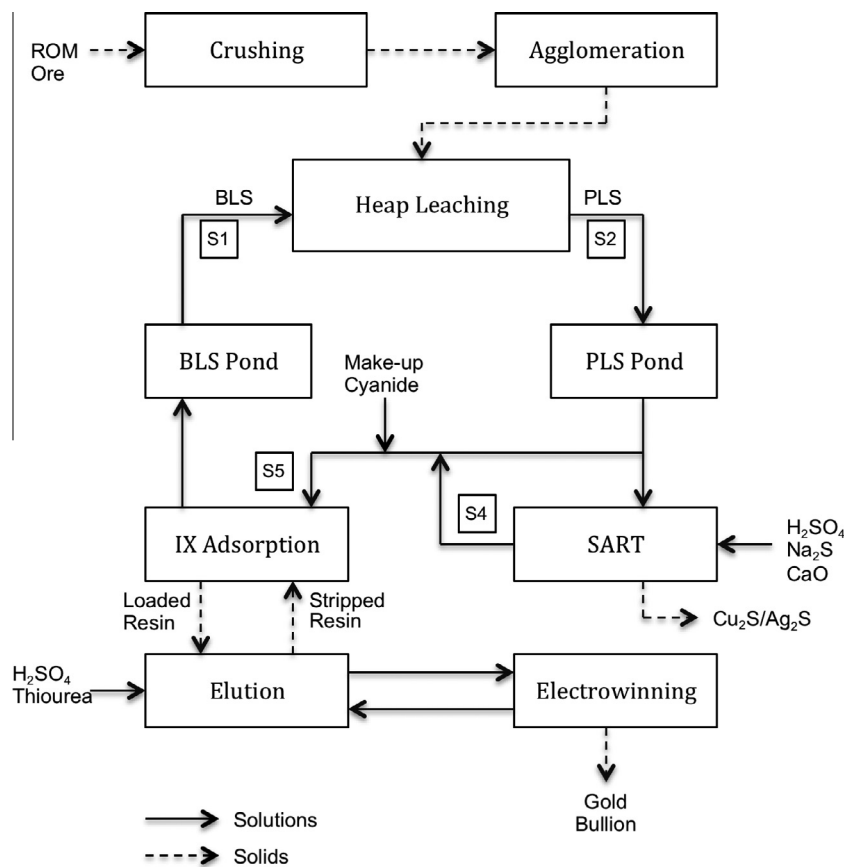 ROM
Ore
Crushing
Agglomeration
Heap Leaching
BLS
S1
PLS
S2
BLS Pond
Make-up
Cyanide
PLS Pond
S5
S4
IX Adsorption
SART
H₂SO₄
Na₂S
CaO
Loaded
Resin
Stripped
Resin
Cu₂S/Ag₂S
H₂SO₄
Thiourea
Elution
Electrowinning
Gold
Bullion
Solutions
Solids